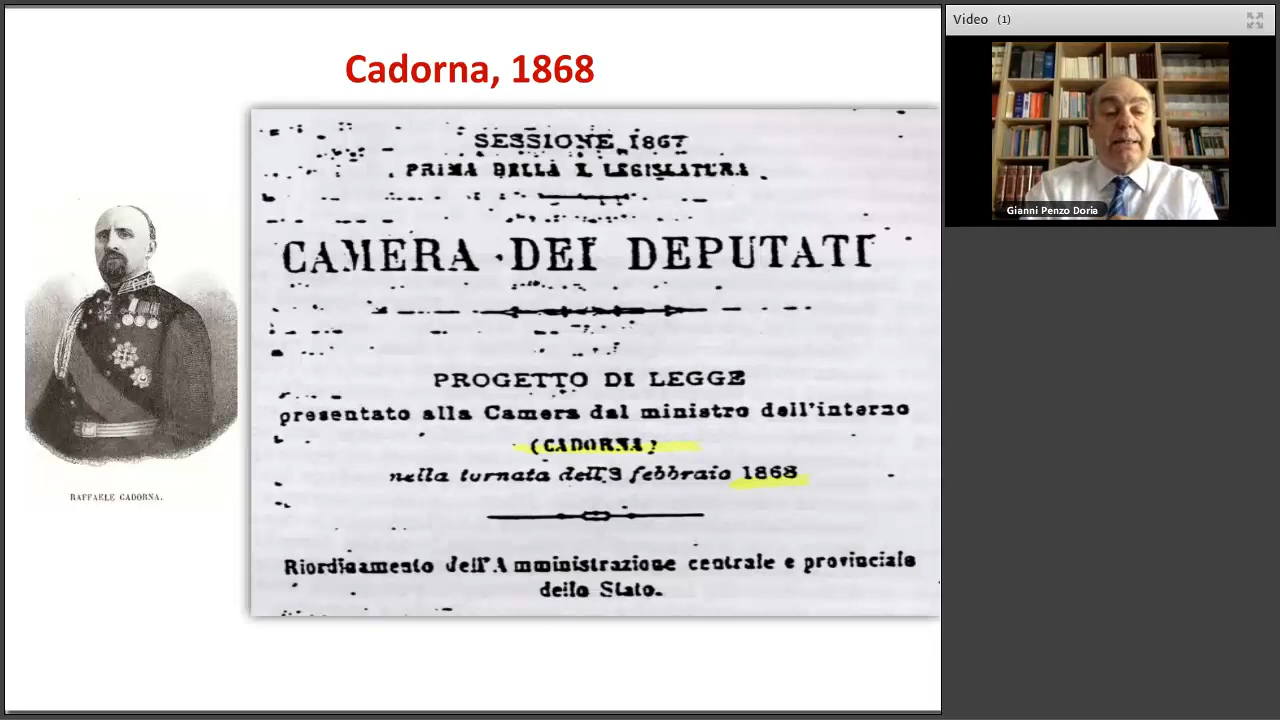 Cadorna, 1868
SESSIONE 1867
PRIMA DELLA X LEGISLATURA
CAMERA DEI DEPUTATI
PROGETTO DI LEGGE
presentato alla Camera dal ministro dell'interno
(CADORNA)
nella tornata dell'3 febbraio 1868
Riordinamento dell'Amministrazione centrale e provinciale
dello Stato.
RAFFAELE CADORNA.
Video (1)
Gianni Penzo Doria